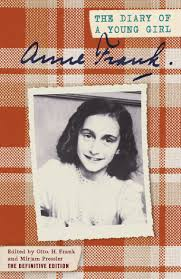 THE DIARY OF
A YOUNG GIRL
Anne Frank.
Edited by Otto H. Frank
and Mirjam Pressler
THE DEFINITIVE EDITION